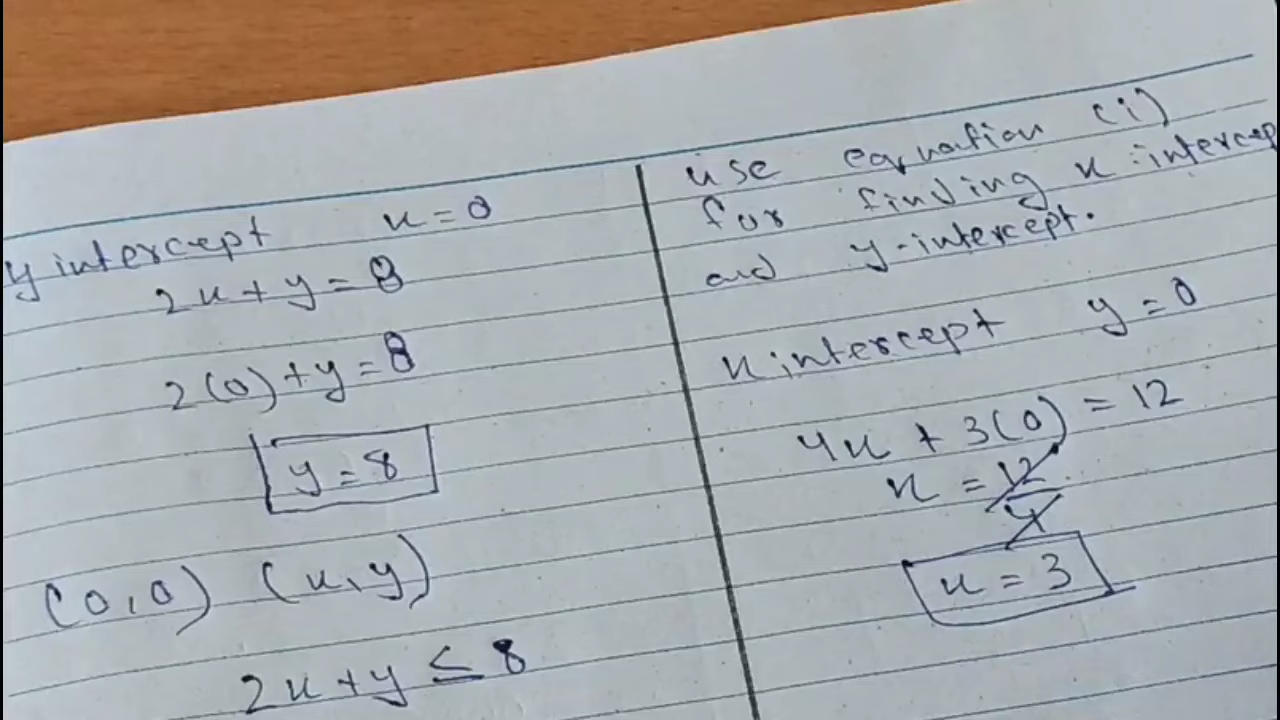 y intercept x = 0
2x + y = 8
2(0) + y = 8
y = 8
(0,0) (x,y)
2x + y ≤ 8
use equation (i)
for finding x-intercep
and y-intercept.
x intercept y = 0
4x + 3(0) = 12
x = 12/4
x = 3